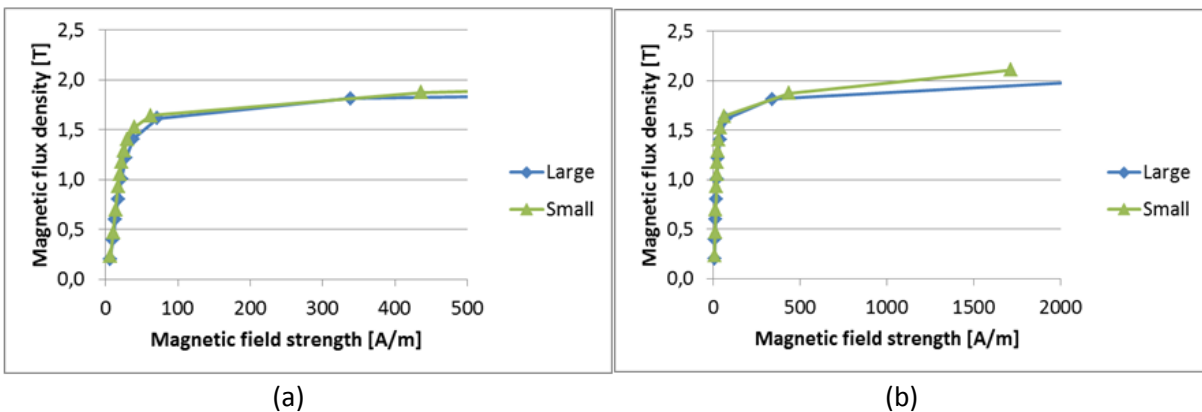 Magnetic flux density [T]
2,5
2,0
1,5
1,0
0,5
0,0
0 100 200 300 400 500
Magnetic field strength [A/m]
Large
Small
(a)
Magnetic flux density [T]
2,5
2,0
1,5
1,0
0,5
0,0
0 500 1000 1500 2000
Magnetic field strength [A/m]
Large
Small
(b)